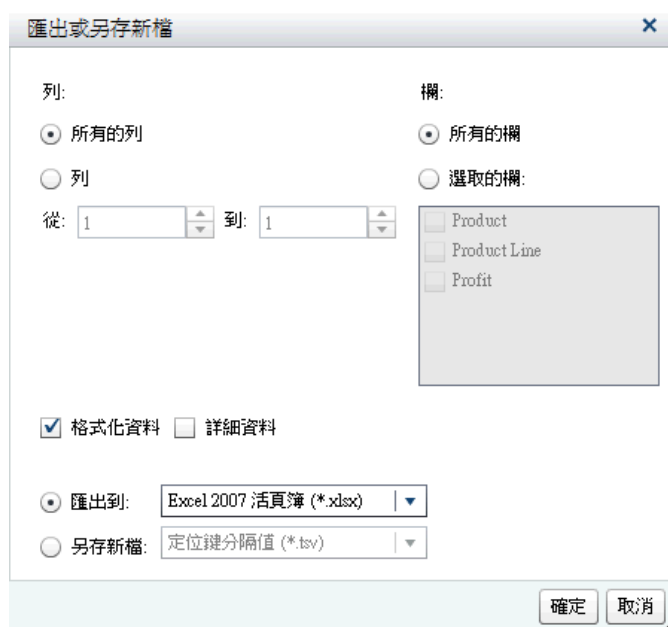 匯出或另存新檔
列:
欄:
所有的列
所有的欄
列
選取的欄:
從: 1 到: 1
Product
Product Line
Profit
格式化資料 詳細資料
匯出到: Excel 2007 活頁簿 (*.xlsx)
另存新檔: 定位鍵分隔值 (*.tsv)
確定 取消